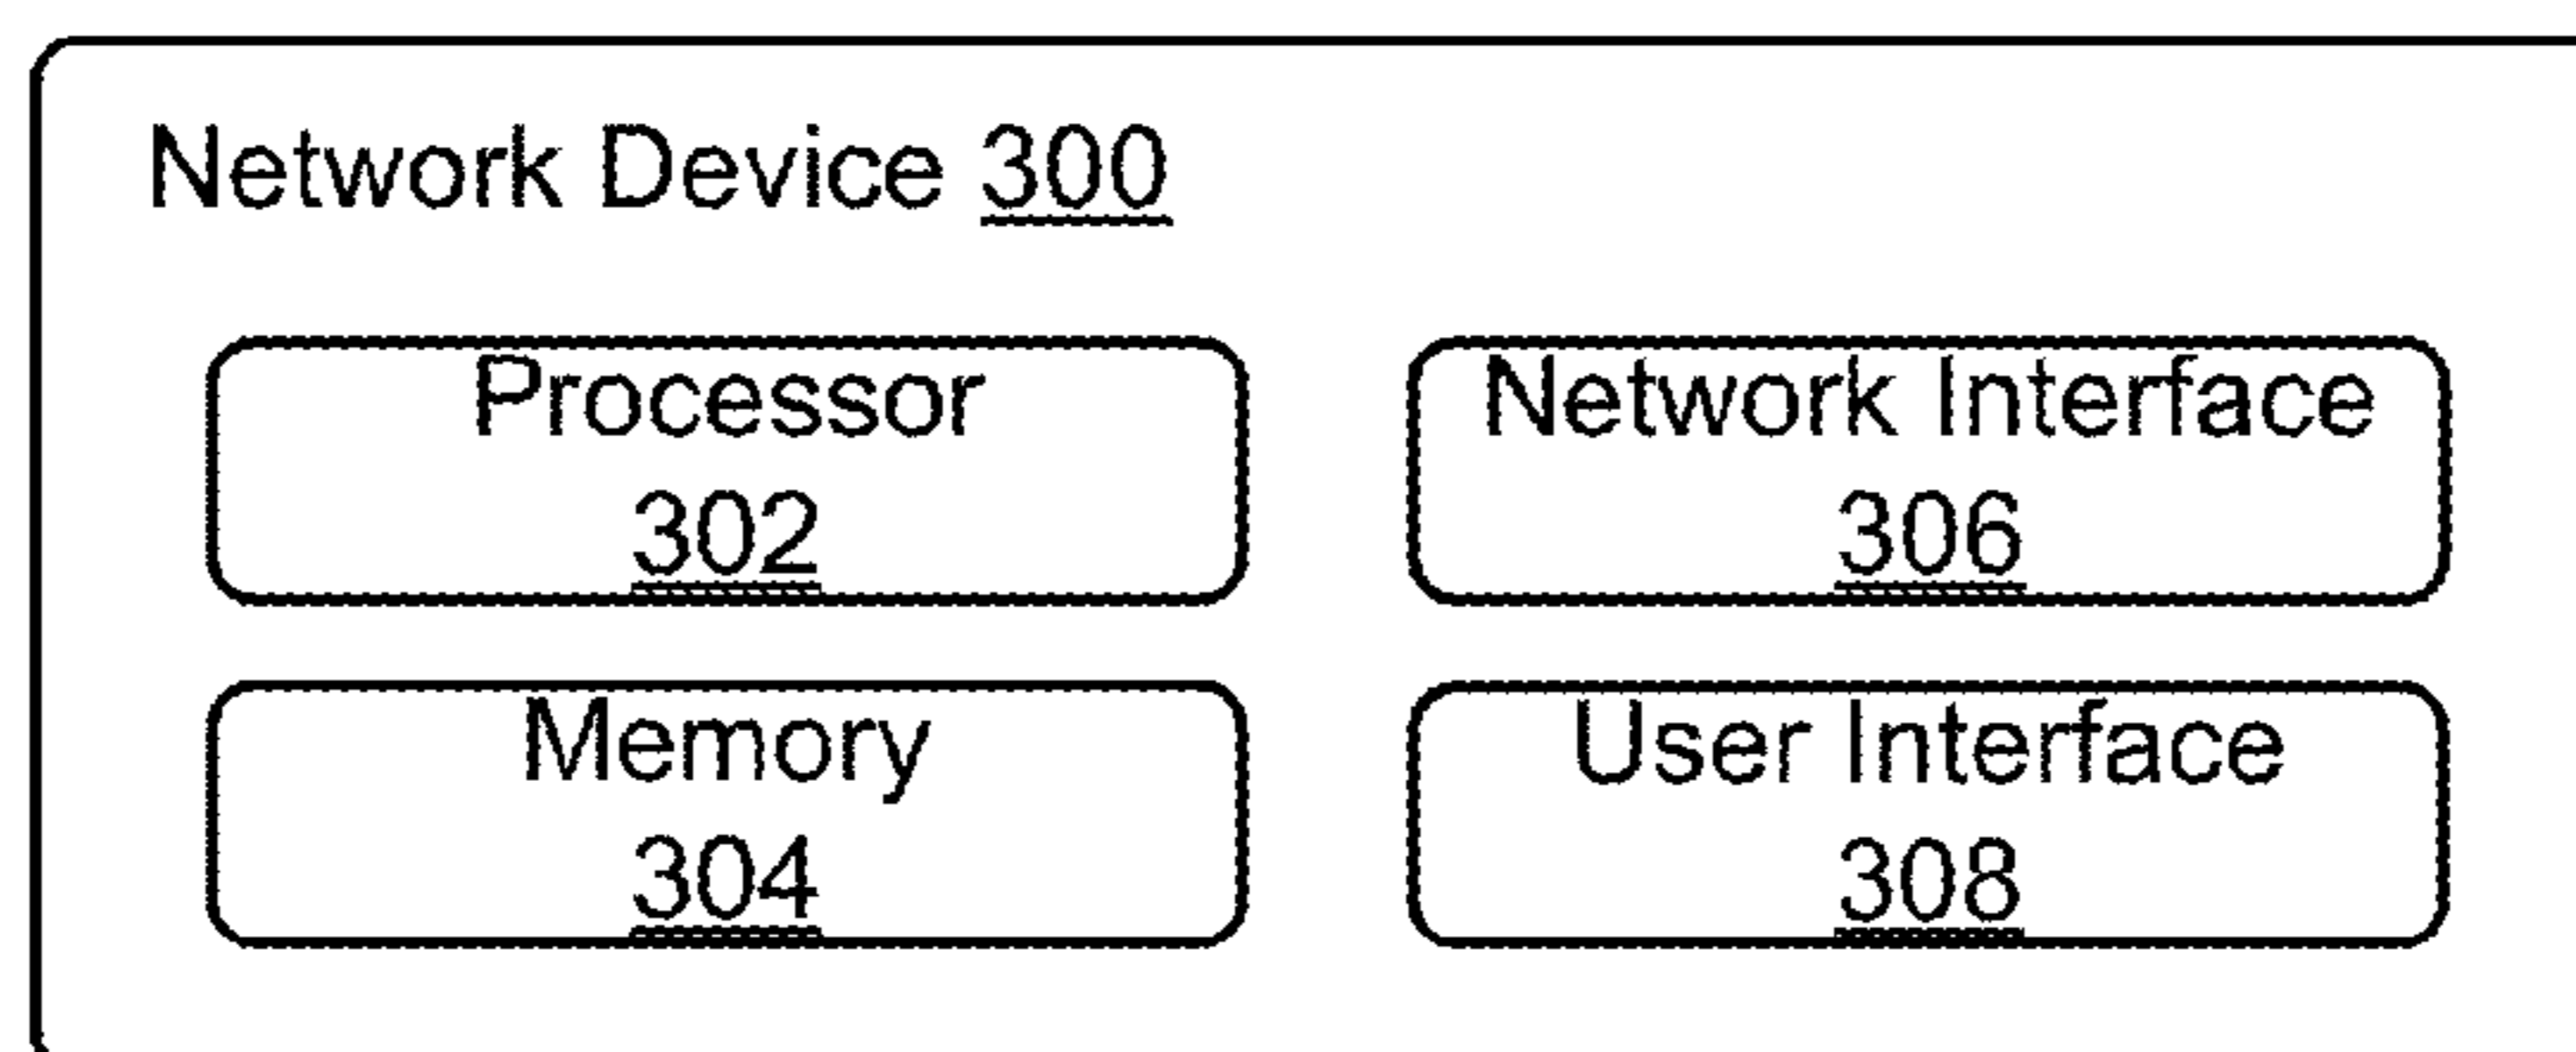 Network Device 300
Processor
302
Network Interface
306
Memory
304
User Interface
308